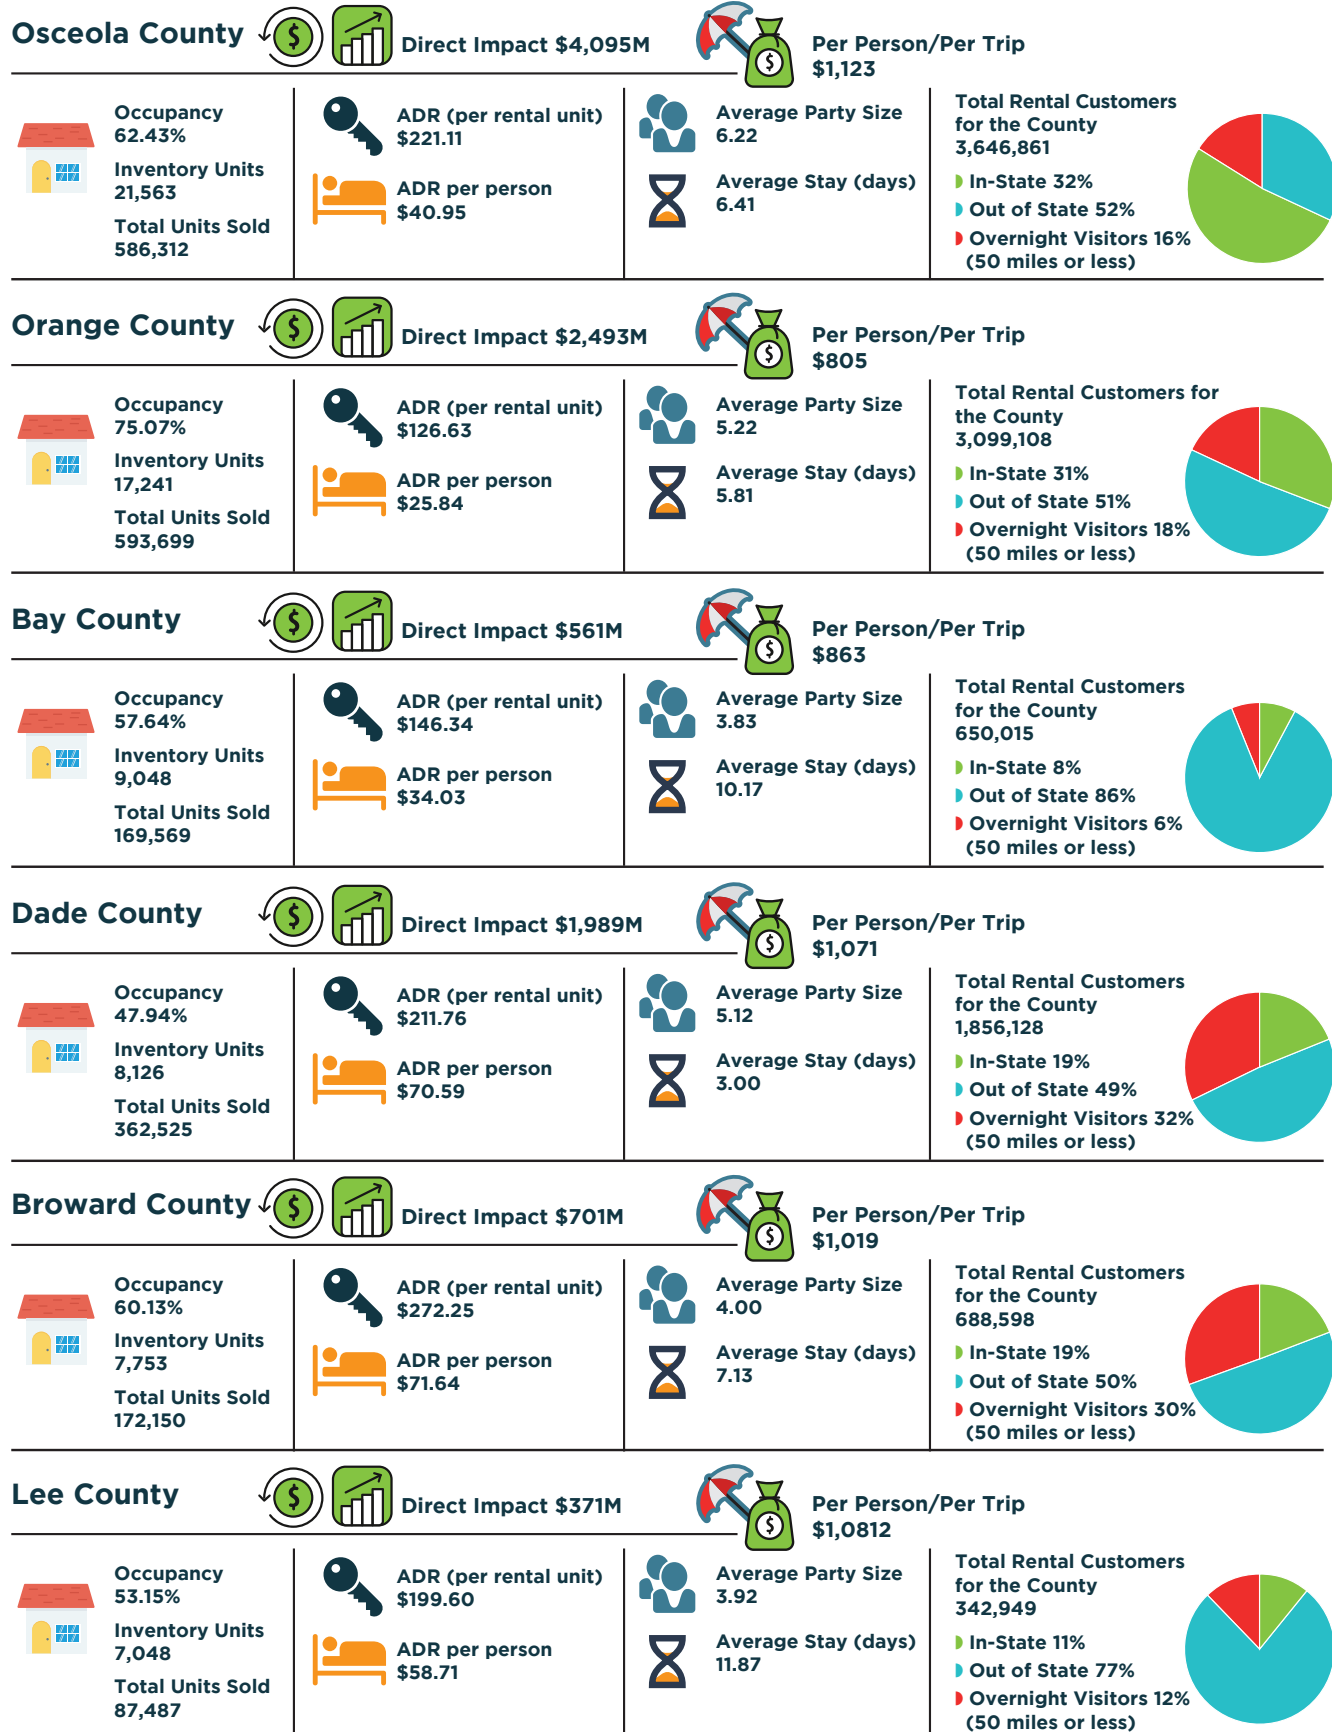 Osceola County
Direct Impact $4,095M
Per Person/Per Trip
$1,123
Occupancy
62.43%
Inventory Units
21,563
Total Units Sold
586,312
ADR (per rental unit)
$221.11
ADR per person
$40.95
Average Party Size
6.22
Average Stay (days)
6.41
Total Rental Customers
for the County
3,646,861
In-State 32%
Out of State 52%
Overnight Visitors 16%
(50 miles or less)
Orange County
Direct Impact $2,493M
Per Person/Per Trip
$805
Occupancy
75.07%
Inventory Units
17,241
Total Units Sold
593,699
ADR (per rental unit)
$126.63
ADR per person
$25.84
Average Party Size
5.22
Average Stay (days)
5.81
Total Rental Customers for
the County
3,099,108
In-State 31%
Out of State 51%
Overnight Visitors 18%
(50 miles or less)
Bay County
Direct Impact $561M
Per Person/Per Trip
$863
Occupancy
57.64%
Inventory Units
9,048
Total Units Sold
169,569
ADR (per rental unit)
$146.34
ADR per person
$34.03
Average Party Size
3.83
Average Stay (days)
10.17
Total Rental Customers
for the County
650,015
In-State 8%
Out of State 86%
Overnight Visitors 6%
(50 miles or less)
Dade County
Direct Impact $1,989M
Per Person/Per Trip
$1,071
Occupancy
47.94%
Inventory Units
8,126
Total Units Sold
362,525
ADR (per rental unit)
$211.76
ADR per person
$70.59
Average Party Size
5.12
Average Stay (days)
3.00
Total Rental Customers
for the County
1,856,128
In-State 19%
Out of State 49%
Overnight Visitors 32%
(50 miles or less)
Broward County
Direct Impact $701M
Per Person/Per Trip
$1,019
Occupancy
60.13%
Inventory Units
7,753
Total Units Sold
172,150
ADR (per rental unit)
$272.25
ADR per person
$71.64
Average Party Size
4.00
Average Stay (days)
7.13
Total Rental Customers
for the County
688,598
In-State 19%
Out of State 50%
Overnight Visitors 30%
(50 miles or less)
Lee County
Direct Impact $371M
Per Person/Per Trip
$1,0812
Occupancy
53.15%
Inventory Units
7,048
Total Units Sold
87,487
ADR (per rental unit)
$199.60
ADR per person
$58.71
Average Party Size
3.92
Average Stay (days)
11.87
Total Rental Customers
for the County
342,949
In-State 11%
Out of State 77%
Overnight Visitors 12%
(50 miles or less)